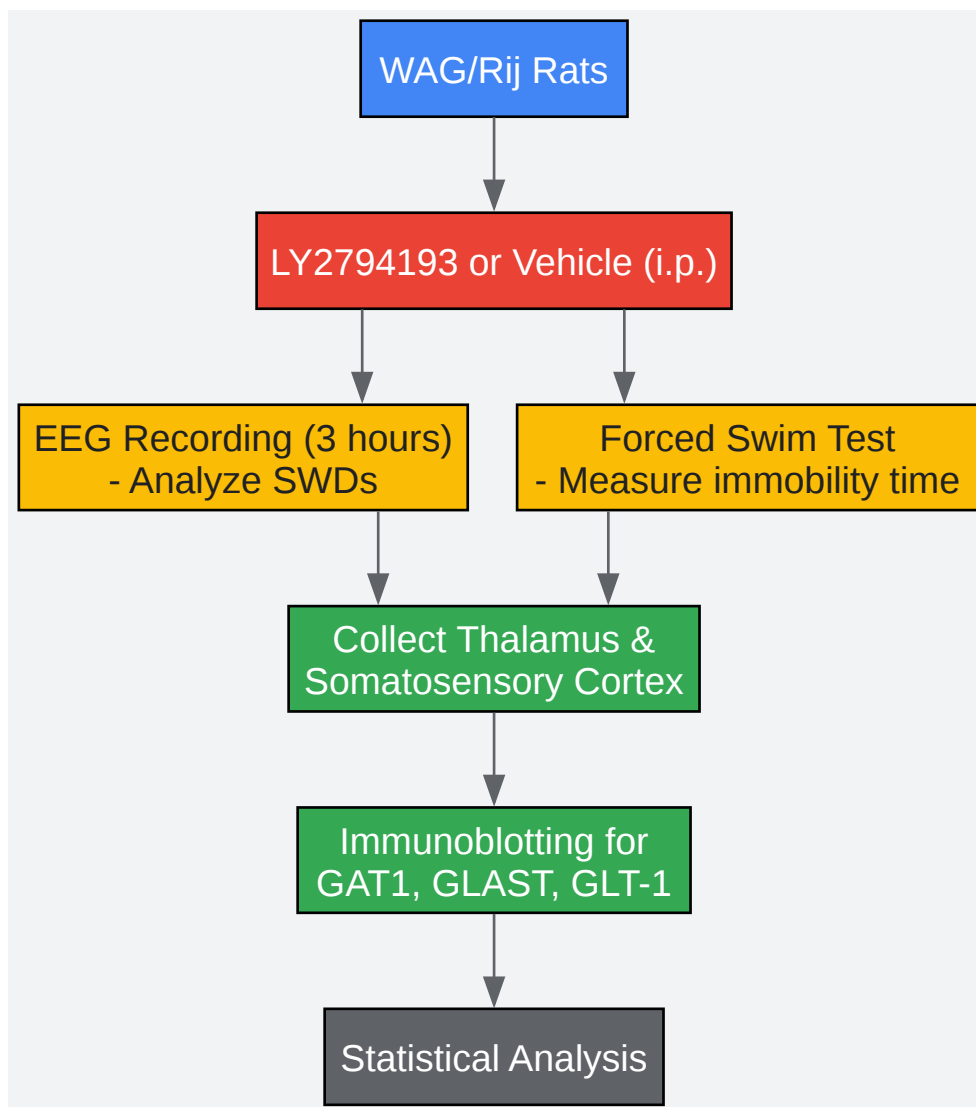 WAG/Rij Rats
LY2794193 or Vehicle (i.p.)
EEG Recording (3 hours)
- Analyze SWDs
Forced Swim Test
- Measure immobility time
Collect Thalamus &
Somatosensory Cortex
Immunoblotting for
GAT1, GLAST, GLT-1
Statistical Analysis